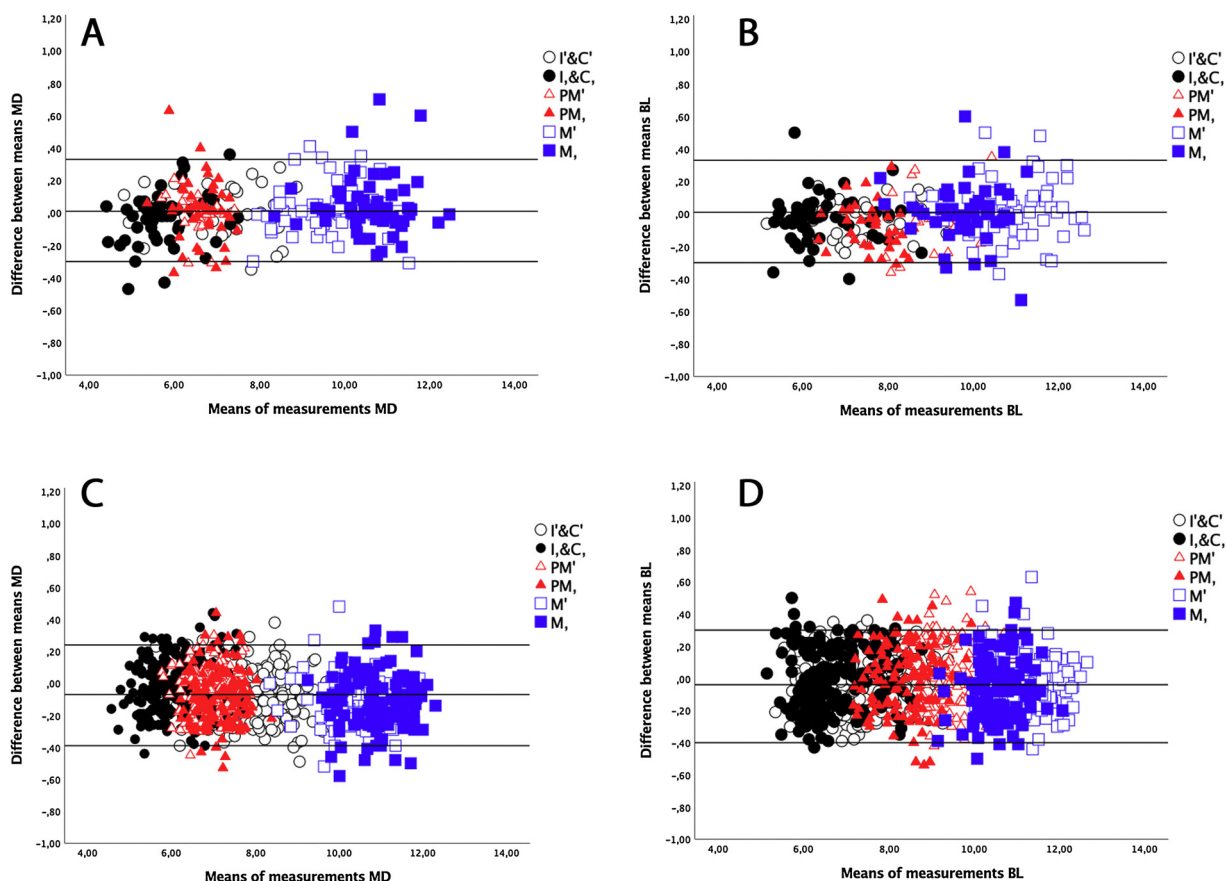 A
1,20
1,00
,80
,60
,40
,20
,00
-,20
-,40
-,60
-,80
-1,00
Difference between means MD
4,00 6,00 8,00 10,00 12,00 14,00
Means of measurements MD
I'&C'
I,&C,
PM'
PM,
M'
M,
B
1,20
1,00
,80
,60
,40
,20
,00
-,20
-,40
-,60
-,80
-1,00
Difference between means BL
4,00 6,00 8,00 10,00 12,00 14,00
Means of measurements BL
I'&C'
I,&C,
PM'
PM,
M'
M,
C
1,20
1,00
,80
,60
,40
,20
,00
-,20
-,40
-,60
-,80
-1,00
Difference between means MD
4,00 6,00 8,00 10,00 12,00 14,00
Means of measurements MD
I'&C'
I,&C,
PM'
PM,
M'
M,
D
1,20
1,00
,80
,60
,40
,20
,00
-,20
-,40
-,60
-,80
-1,00
Difference between means BL
4,00 6,00 8,00 10,00 12,00 14,00
Means of measurements BL
I'&C'
I,&C,
PM'
PM,
M'
M,